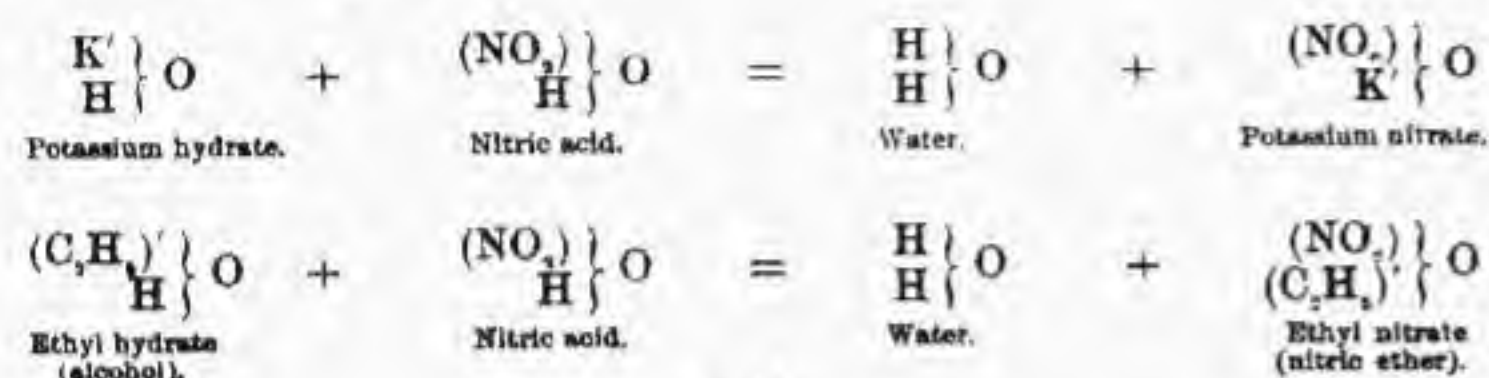 K′ } O + (NO₂) } O = H } O + (NO₂) } O
H H H K′
Potassium hydrate. Nitric acid. Water. Potassium nitrate.
(C₂H₅)′ } O + (NO₂) } O = H } O + (NO₂) } O
H H H (C₂H₅)′
Ethyl hydrate Nitric acid. Water. Ethyl nitrate
(alcohol). (nitric ether).